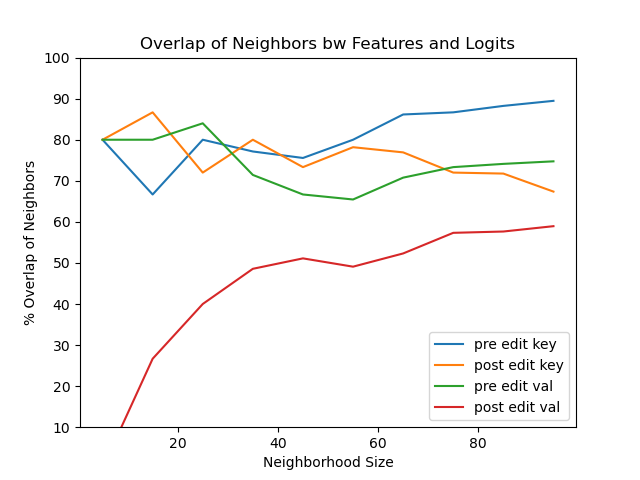 Overlap of Neighbors bw Features and Logits
% Overlap of Neighbors
100
90
80
70
60
50
40
30
20
10
20 40 60 80
Neighborhood Size
pre edit key
post edit key
pre edit val
post edit val